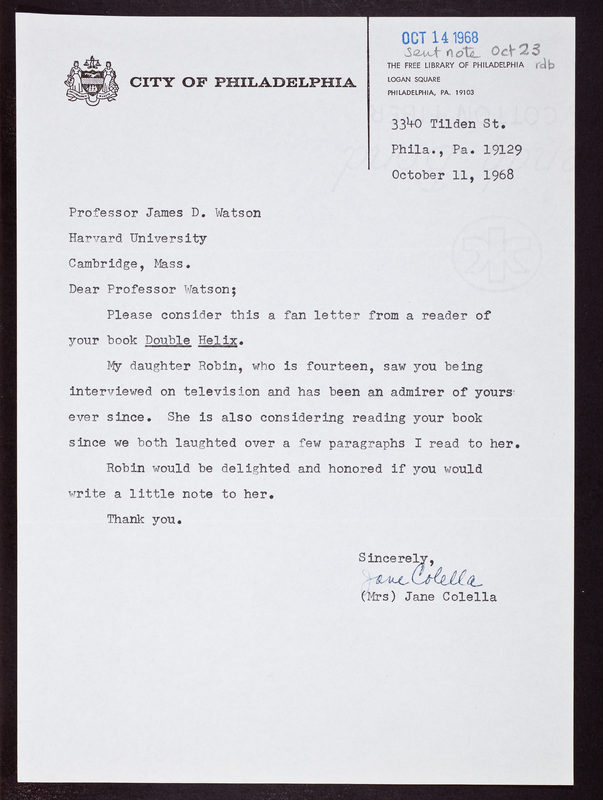 OCT 14 1968
sent note Oct 23
rdb
CITY OF PHILADELPHIA
THE FREE LIBRARY OF PHILADELPHIA
LOGAN SQUARE
PHILADELPHIA, PA. 19103
3340 Tilden St.
Phila., Pa. 19129
October 11, 1968
Professor James D. Watson
Harvard University
Cambridge, Mass.
Dear Professor Watson;
Please consider this a fan letter from a reader of
your book Double Helix.
My daughter Robin, who is fourteen, saw you being
interviewed on television and has been an admirer of yours
ever since. She is also considering reading your book
since we both laughted over a few paragraphs I read to her.
Robin would be delighted and honored if you would
write a little note to her.
Thank you.
Sincerely,
Jane Colella
(Mrs) Jane Colella